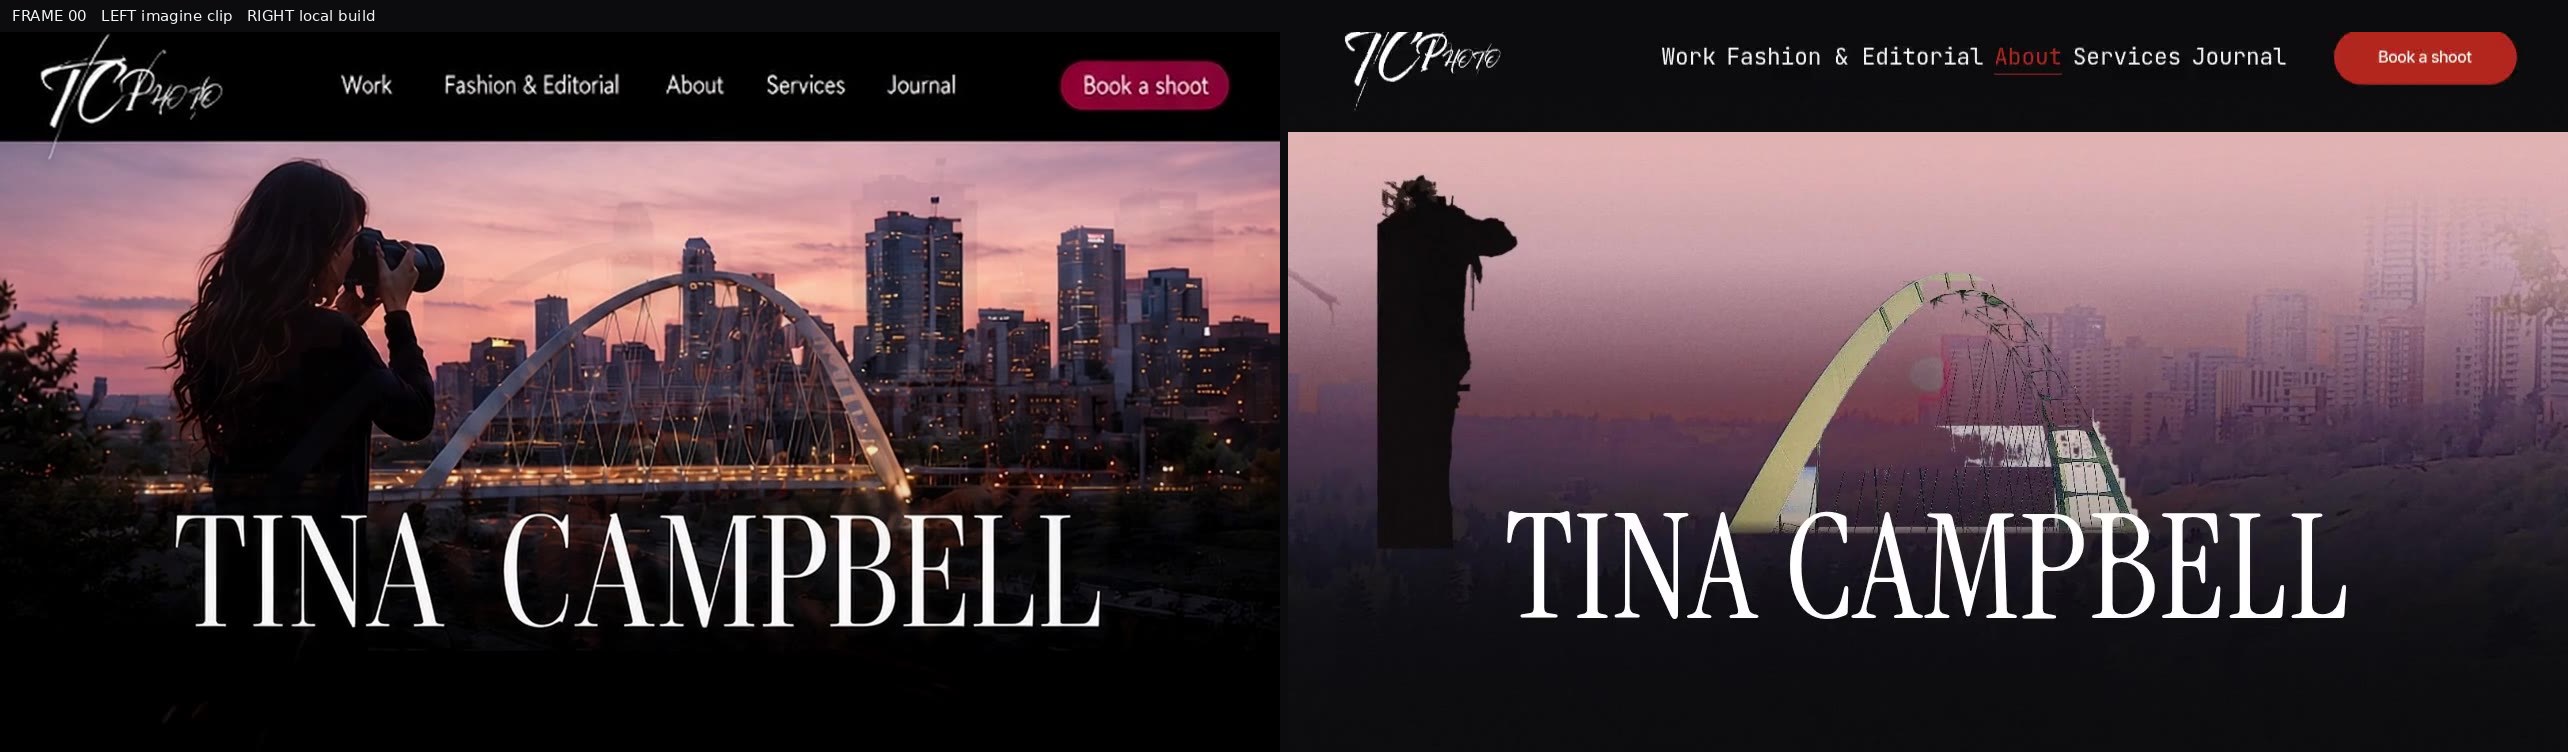 FRAME 00 LEFT imagine clip RIGHT local build
TCPHOTO
Work Fashion & Editorial About Services Journal Book a shoot
TINA CAMPBELL
TCPHOTO
Work Fashion & Editorial About Services Journal Book a shoot
TINA CAMPBELL